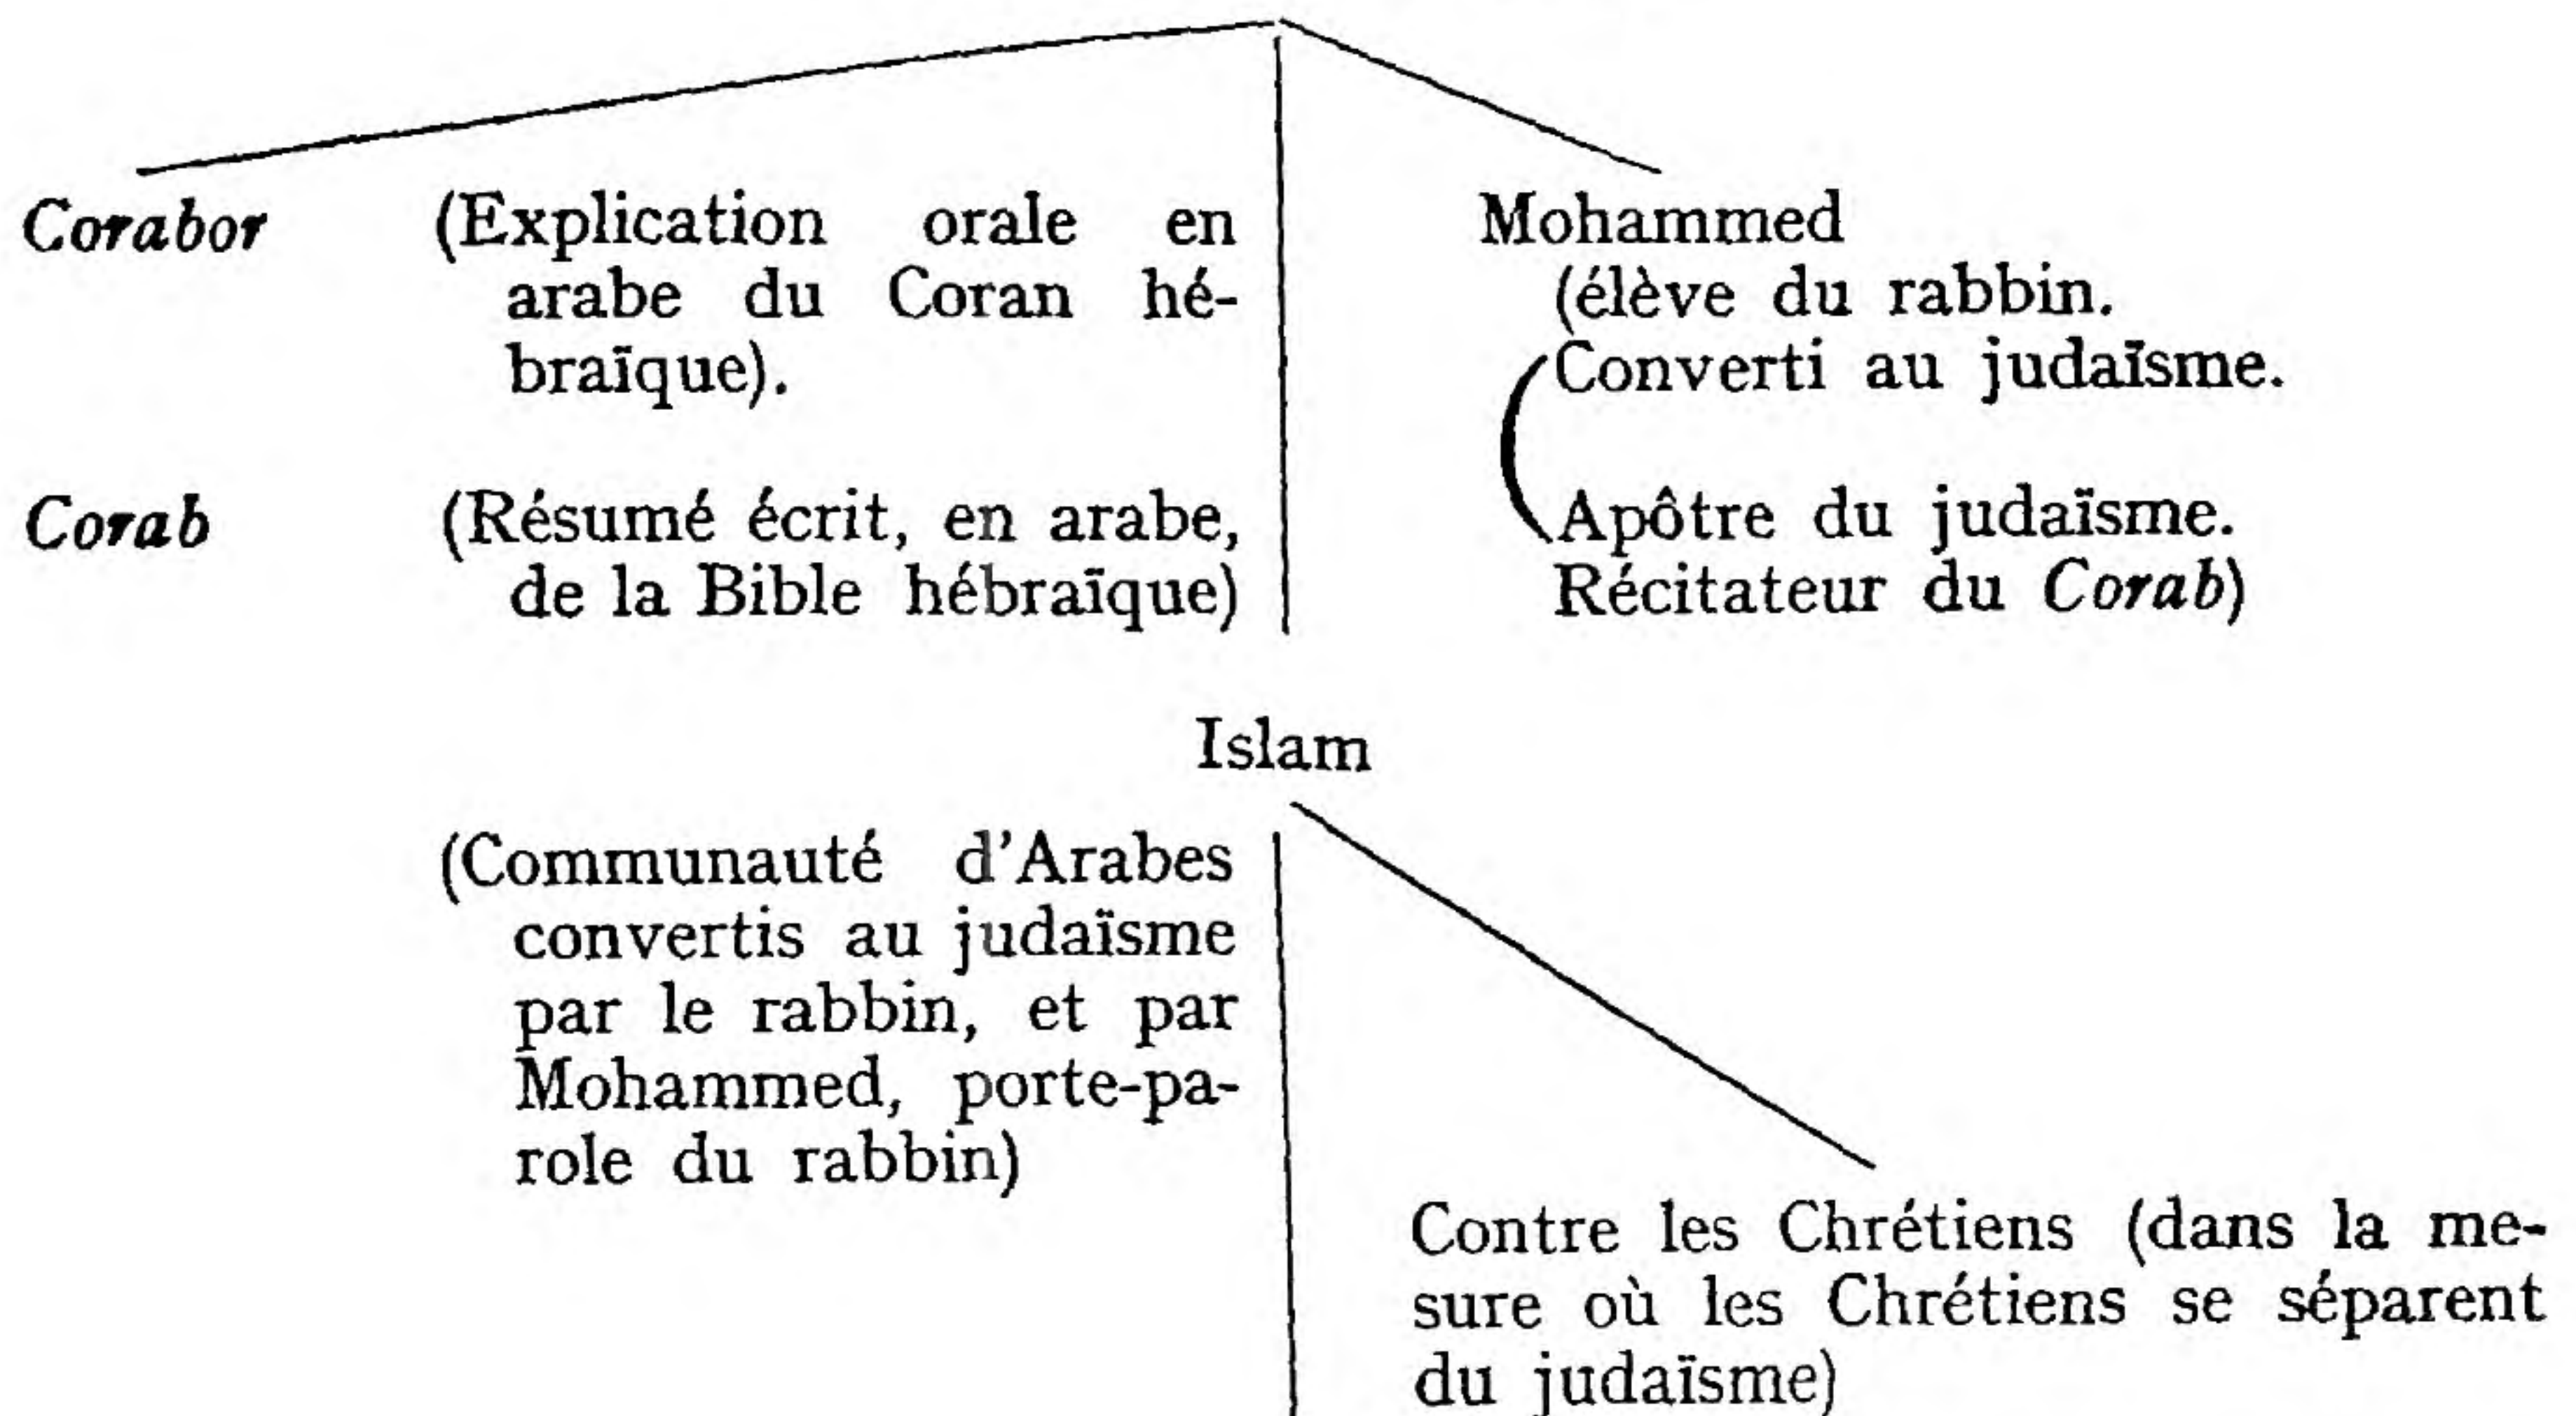 Corabor
(Explication orale en
arabe du Coran hé-
braïque).
Corab
(Résumé écrit, en arabe,
de la Bible hébraïque)
Mohammed
(élève du rabbin.
Converti au judaïsme.
Apôtre du judaïsme.
Récitateur du Corab)
Islam
(Communauté d'Arabes
convertis au judaïsme
par le rabbin, et par
Mohammed, porte-pa-
role du rabbin)
Contre les Chrétiens (dans la me-
sure où les Chrétiens se séparent
du judaïsme)